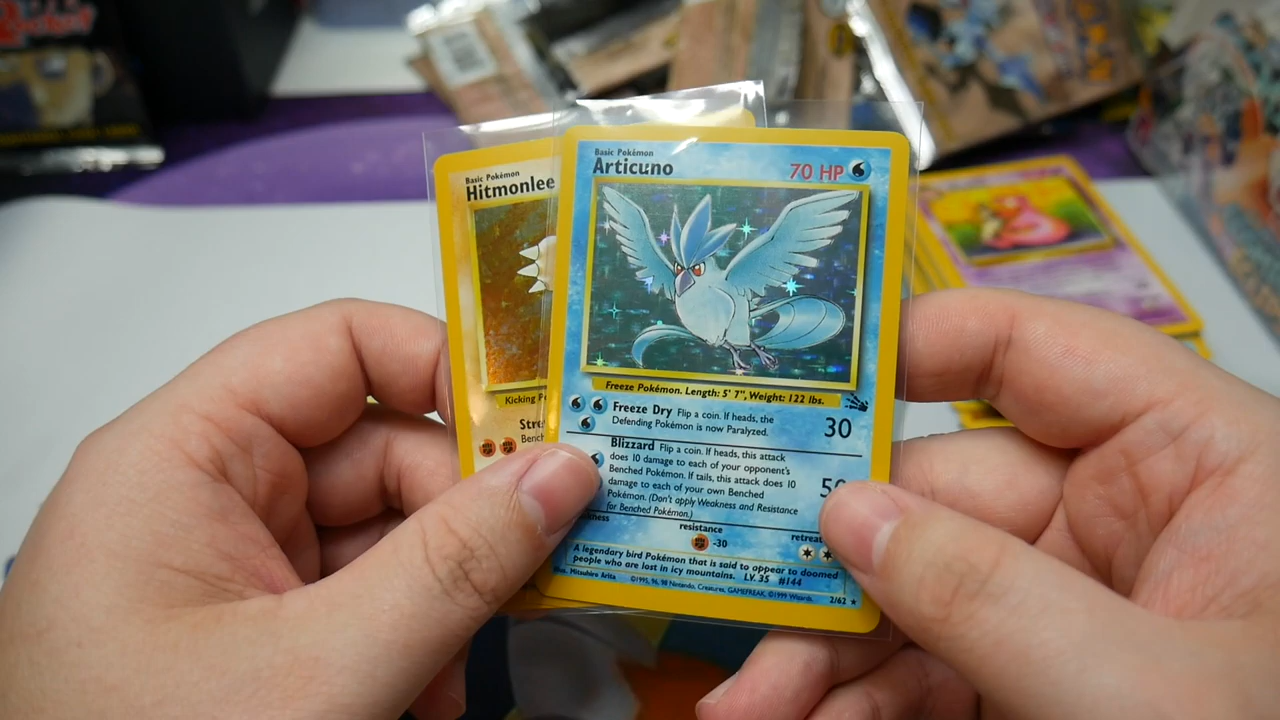 Rocket
Basic Pokémon
Hitmonlee
Kicking
Stre
Bench
Basic Pokémon
Articuno
70 HP
Freeze Pokémon. Length: 5' 7", Weight: 122 lbs.
Freeze Dry Flip a coin. If heads, the
Defending Pokémon is now Paralyzed.
30
Blizzard Flip a coin. If heads, this attack
does 10 damage to each of your opponent's
Benched Pokémon. If tails, this attack does 10
damage to each of your own Benched
Pokémon. (Don't apply Weakness and Resistance
for Benched Pokémon.)
resistance
-30
retreat
A legendary bird Pokémon that is said to appear to doomed
people who are lost in icy mountains. LV. 35 #144
Illus. Mitsuhiro Arita
©1995, 96, 98 Nintendo, Creatures, GAMEFREAK. ©1999 Wizards.
2/62 ★